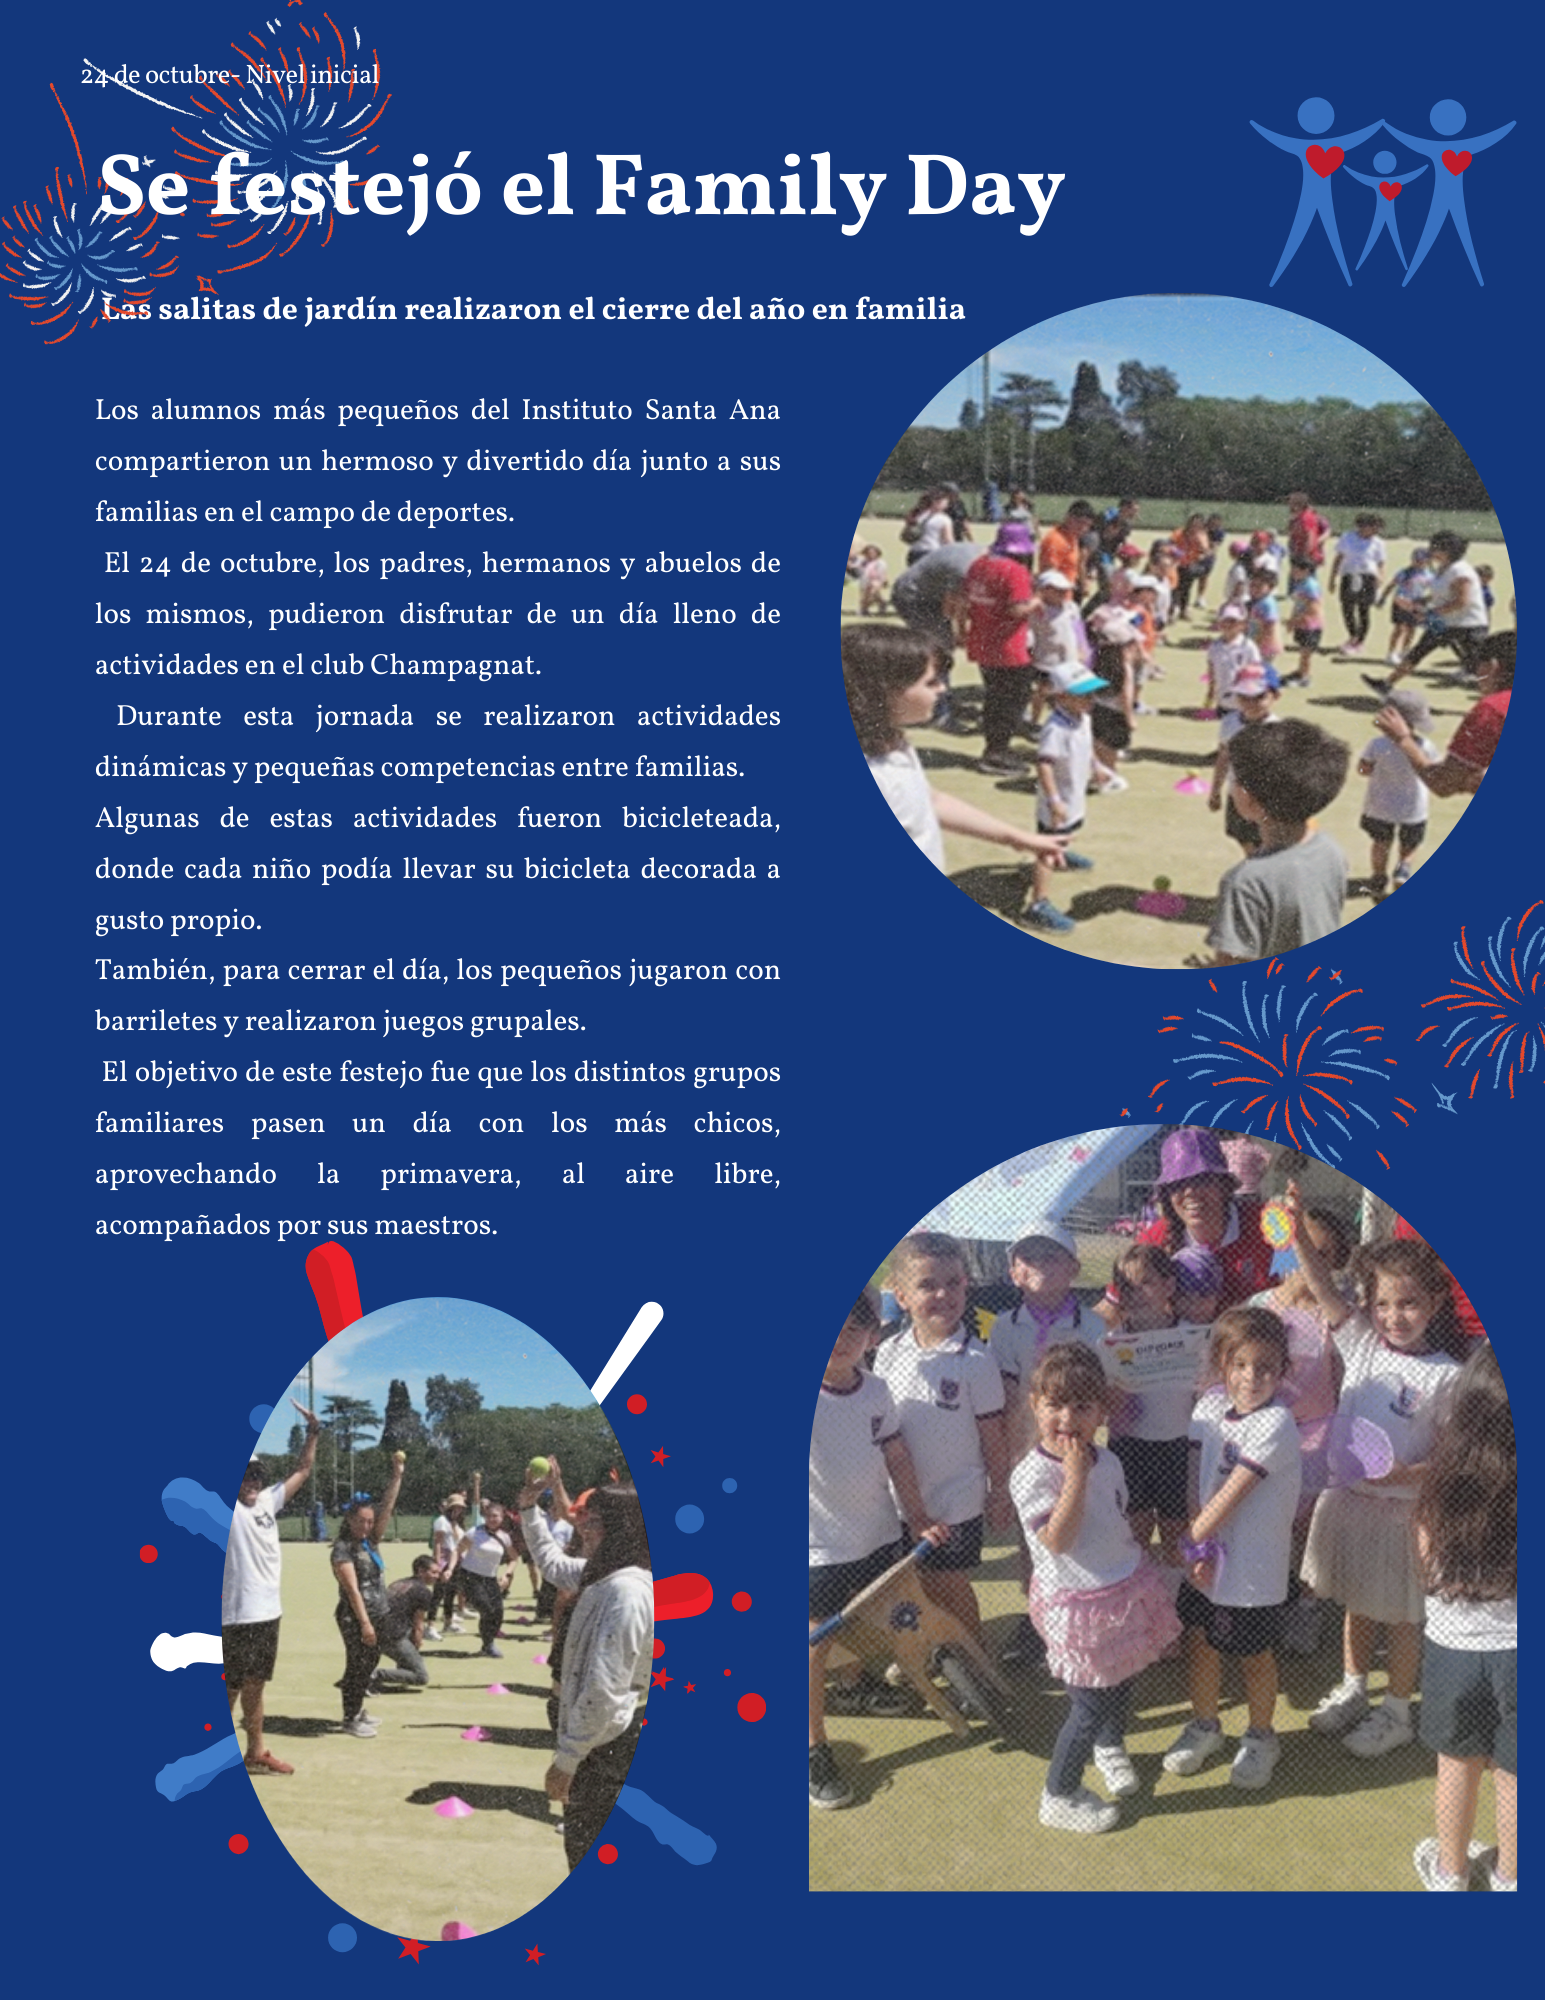 24 de octubre- Nivel inicial
Se festejó el Family Day
Las salitas de jardín realizaron el cierre del año en familia
Los alumnos más pequeños del Instituto Santa Ana
compartieron un hermoso y divertido día junto a sus
familias en el campo de deportes.
El 24 de octubre, los padres, hermanos y abuelos de
los mismos, pudieron disfrutar de un día lleno de
actividades en el club Champagnat.
Durante esta jornada se realizaron actividades
dinámicas y pequeñas competencias entre familias.
Algunas de estas actividades fueron bicicleteada,
donde cada niño podía llevar su bicicleta decorada a
gusto propio.
También, para cerrar el día, los pequeños jugaron con
barriletes y realizaron juegos grupales.
El objetivo de este festejo fue que los distintos grupos
familiares pasen un día con los más chicos,
aprovechando la primavera, al aire libre,
acompañados por sus maestros.
DIPLOMA